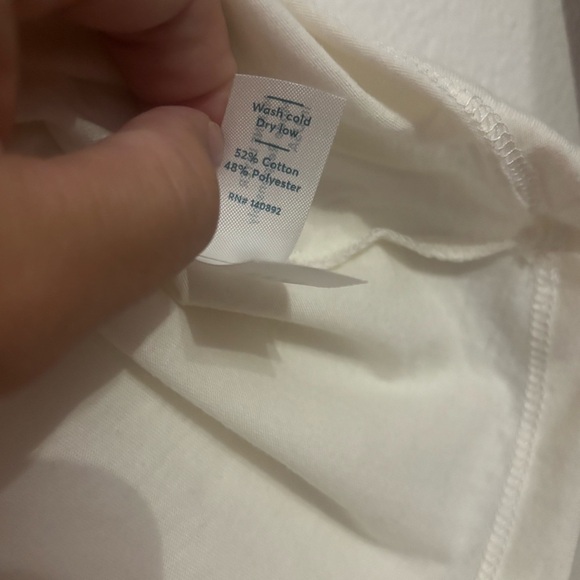 Wash cold
Dry low
52% Cotton
48% Polyester
RN# 140892